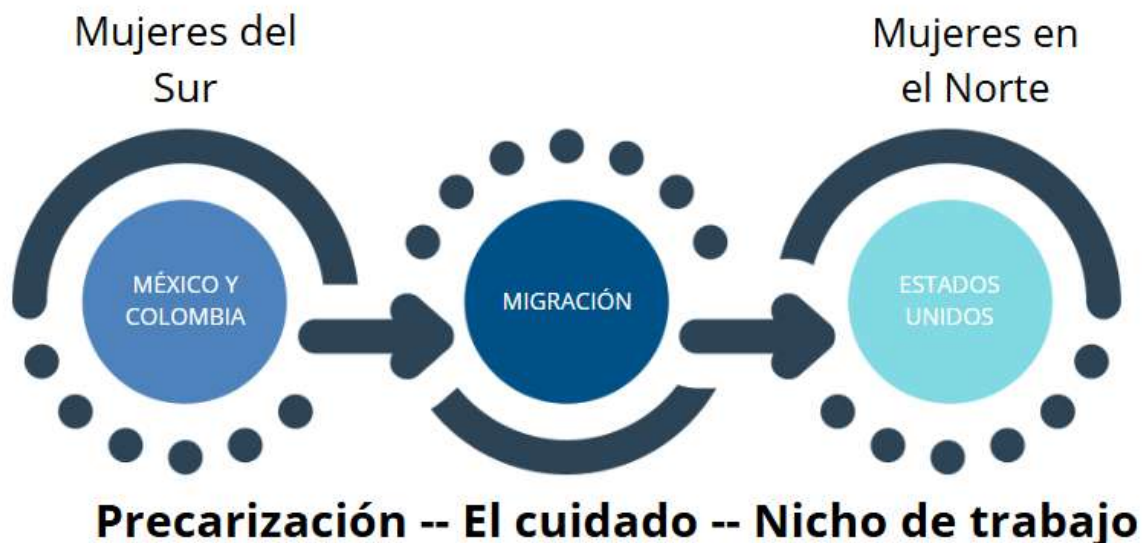 Mujeres del
Sur
Mujeres en
el Norte
MÉXICO Y
COLOMBIA
MIGRACIÓN
ESTADOS
UNIDOS
Precarización -- El cuidado -- Nicho de trabajo